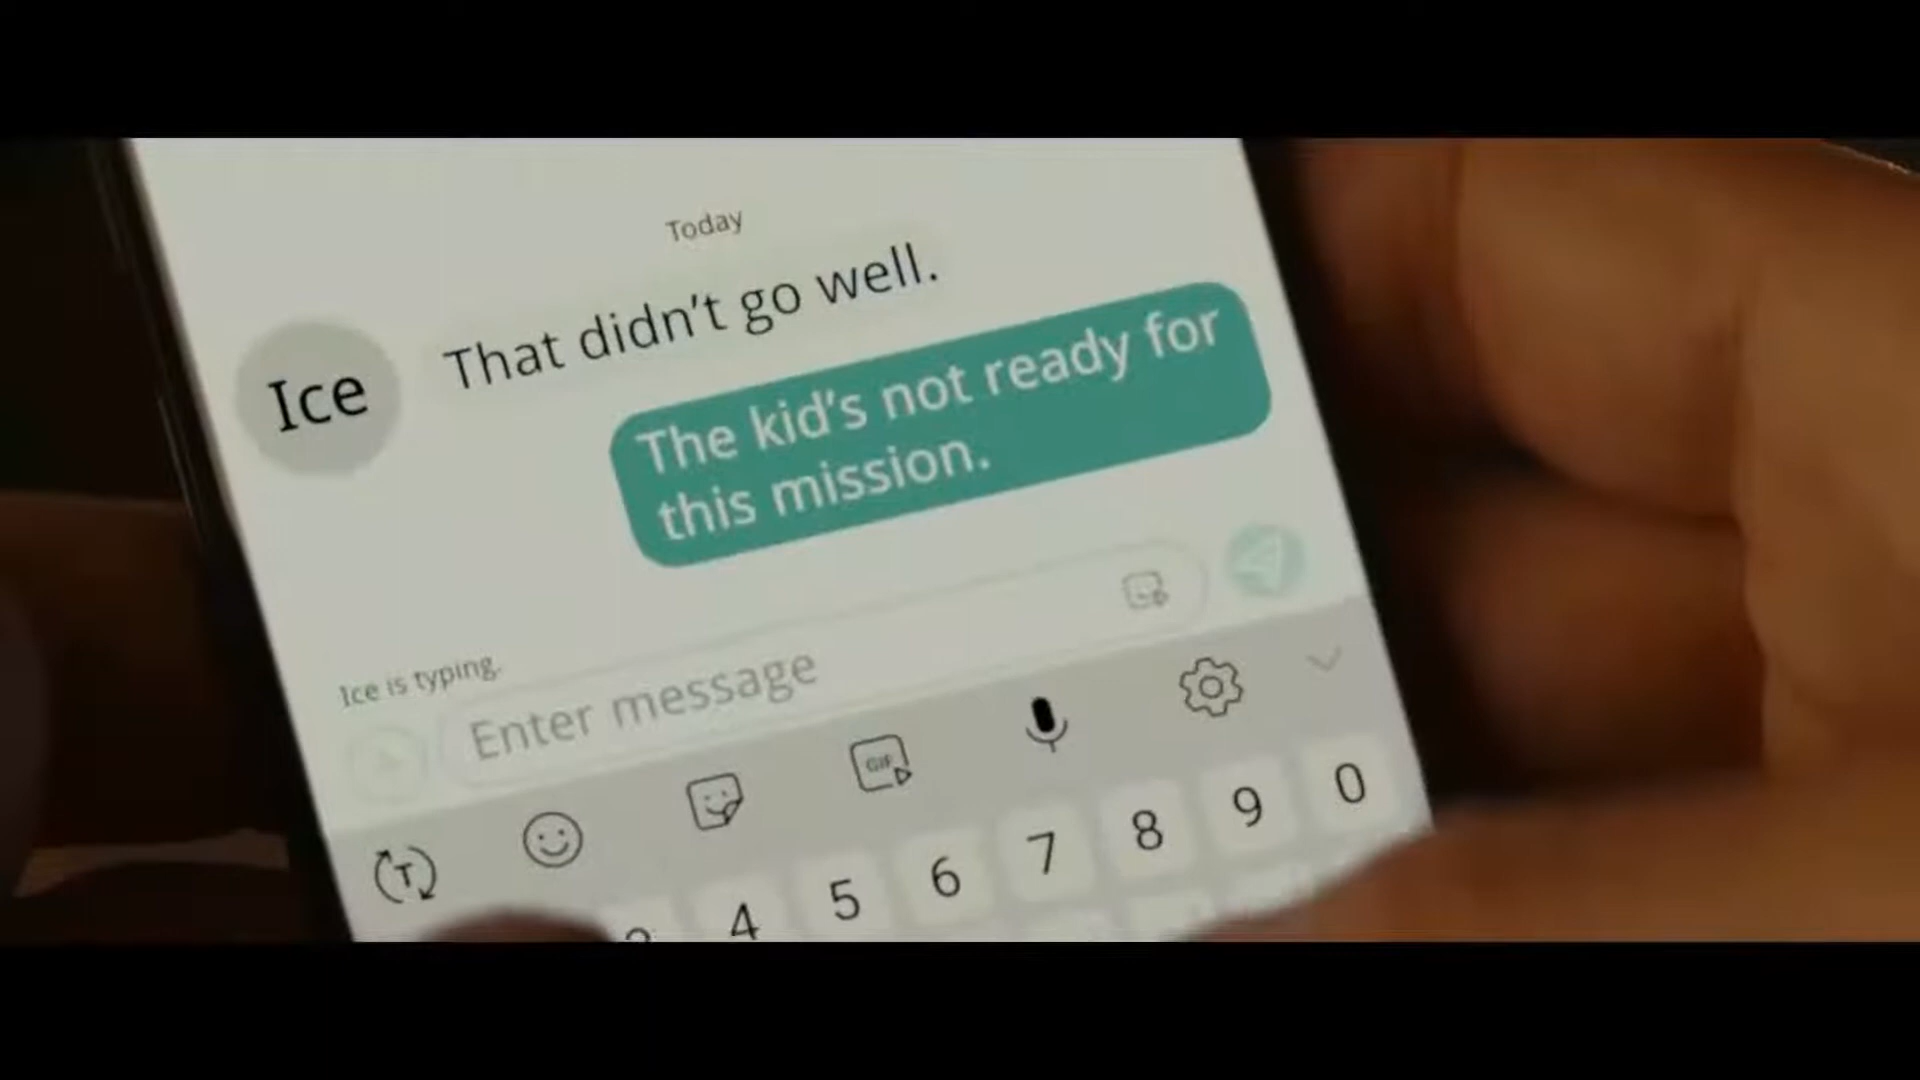 Today
That didn't go well.
Ice
The kid's not ready for
this mission.
Ice is typing.
Enter message
T
GIF
4 5 6 7 8 9 0